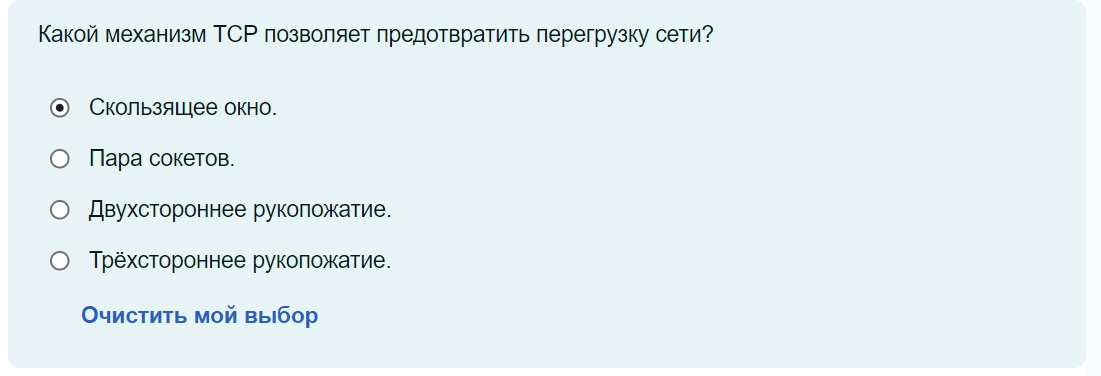 Какой механизм TCP позволяет предотвратить перегрузку сети?
Скользящее окно.
Пара сокетов.
Двухстороннее рукопожатие.
Трёхстороннее рукопожатие.
Очистить мой выбор